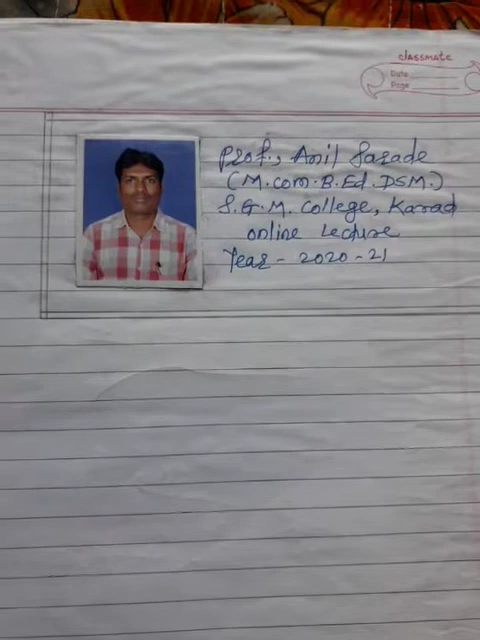 classmate
Date
Page
Prof., Anil Sarade
(M.com.B.Ed.DSM.)
S.G.M. College, Karad
online Lecture
Year - 2020-21